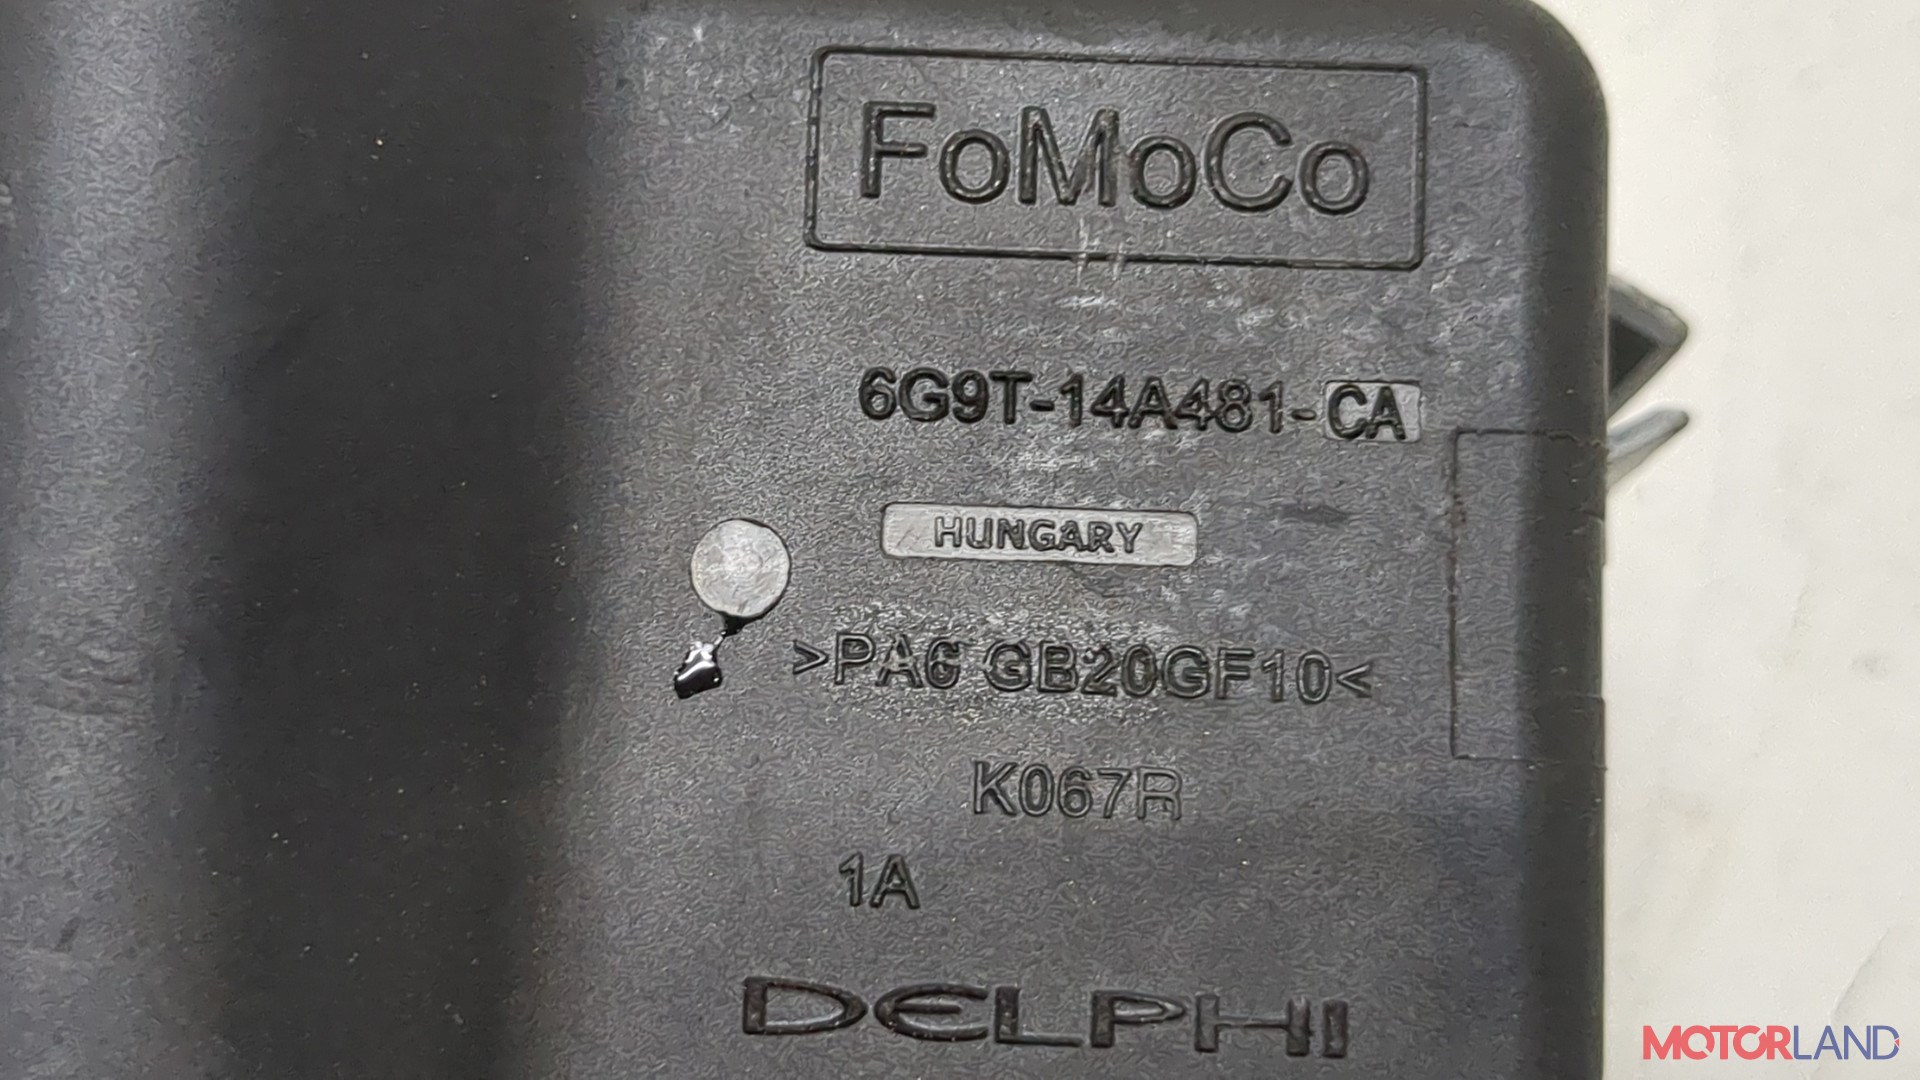 FoMoCo
6G9T-14A481-CA
HUNGARY
>PA6 GB20GF10<
K067R
1A
DELPHI
MOTORLAND